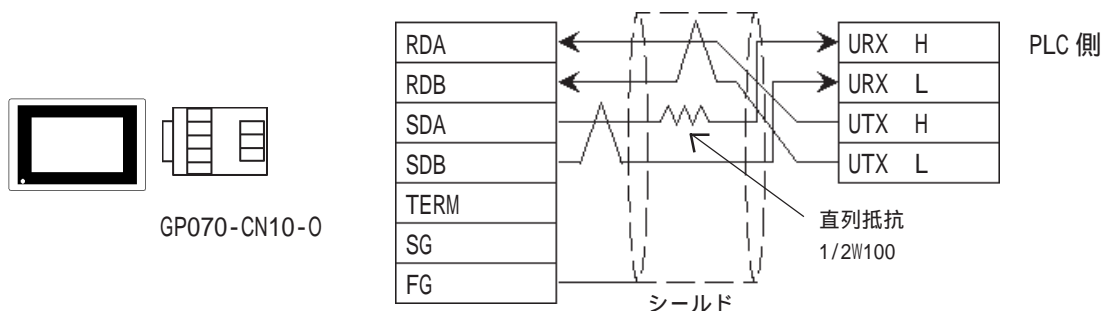 GP070-CN10-O
RDA
RDB
SDA
SDB
TERM
SG
FG
シールド
直列抵抗
1/2W100
URX H
URX L
UTX H
UTX L
PLC 側